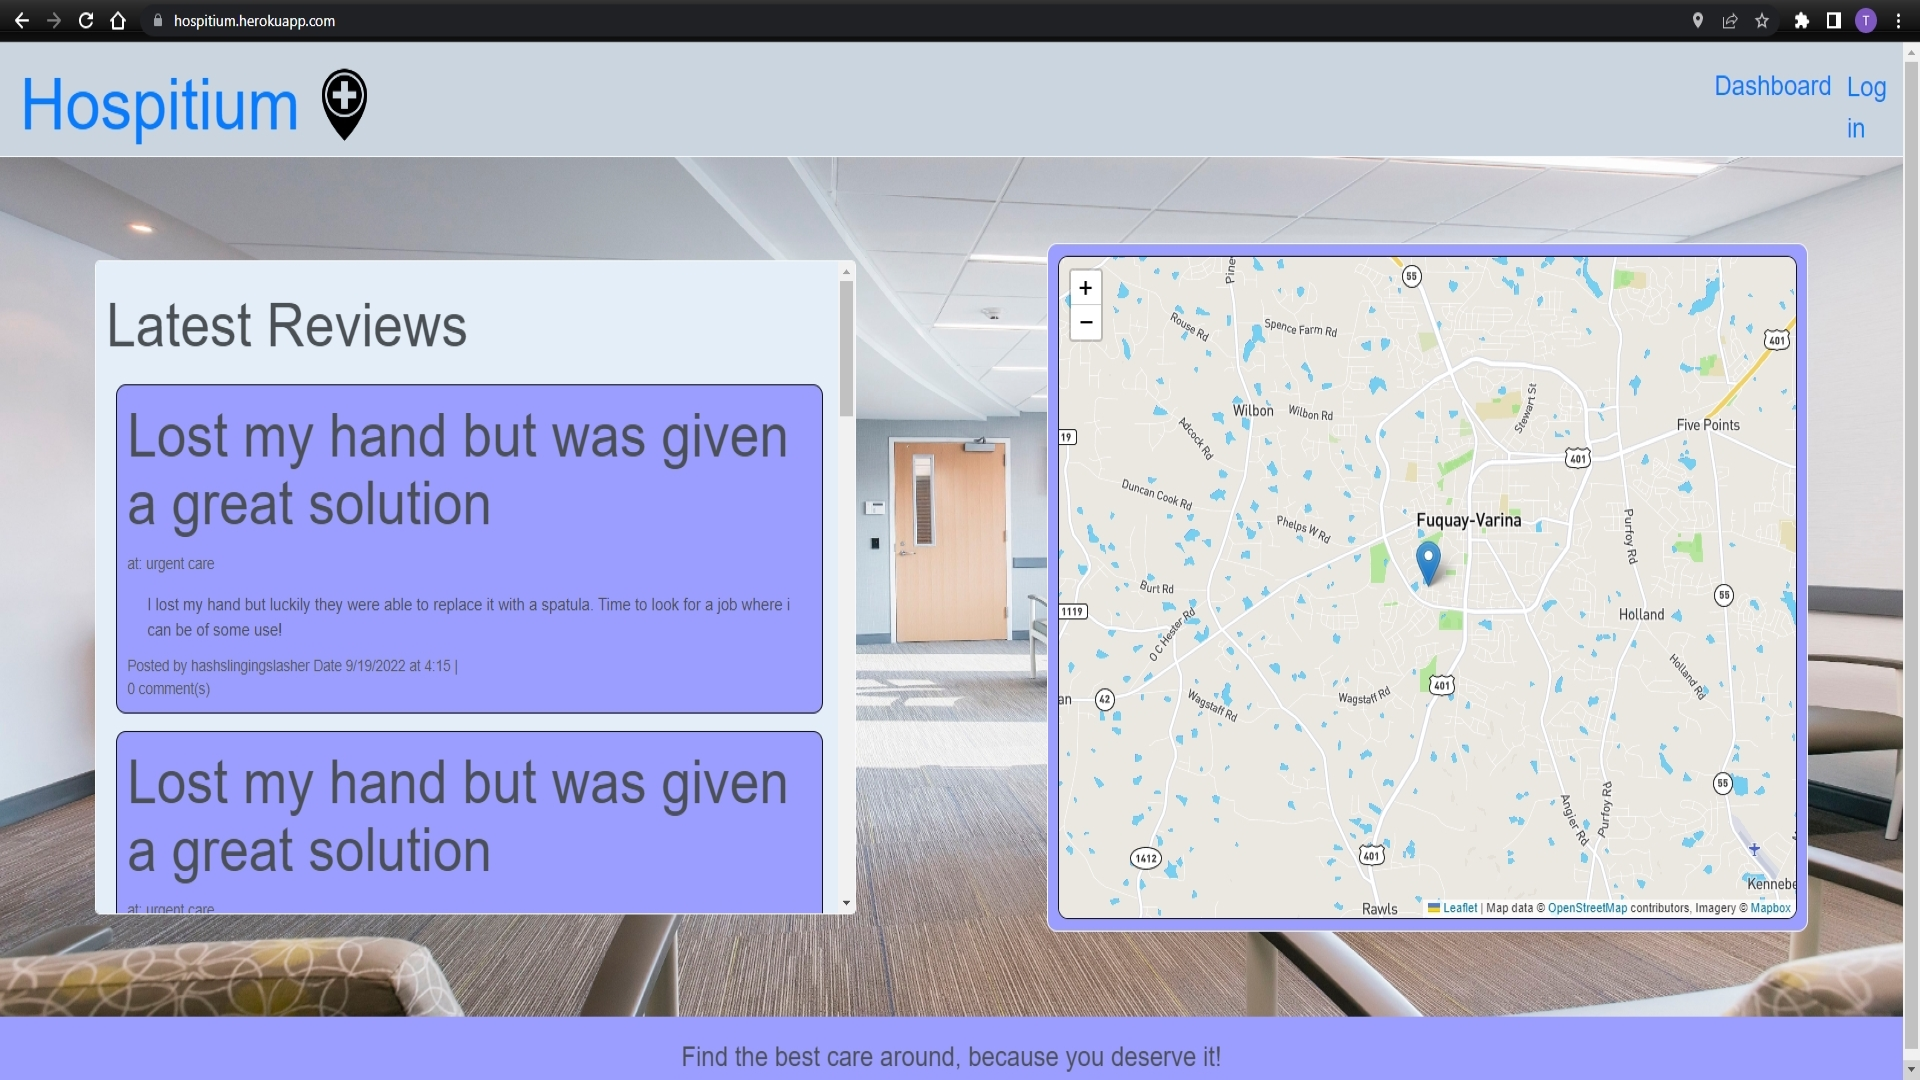 hospitium.herokuapp.com
T
Hospitium
Dashboard
Log
in
Latest Reviews
Lost my hand but was given
a great solution
at: urgent care
I lost my hand but luckily they were able to replace it with a spatula. Time to look for a job where i
can be of some use!
Posted by hashslingingslasher Date 9/19/2022 at 4:15 |
0 comment(s)
Lost my hand but was given
a great solution
at: urgent care
+
−
Pine
55
Rouse Rd
Spence Farm Rd
401
Wilbon
Wilbon Rd
Stewart St
Five Points
19
Adcock Rd
401
Duncan Cook Rd
Phelps W Rd
Fuquay-Varina
Purfoy Rd
Burt Rd
55
1119
O C Hester Rd
Holland
an
42
Wagstaff Rd
Wagstaff Rd
401
Holland Rd
55
Angier Rd
Purfoy Rd
1412
401
Kennebe
Rawls
Leaflet | Map data © OpenStreetMap contributors, Imagery © Mapbox
Find the best care around, because you deserve it!